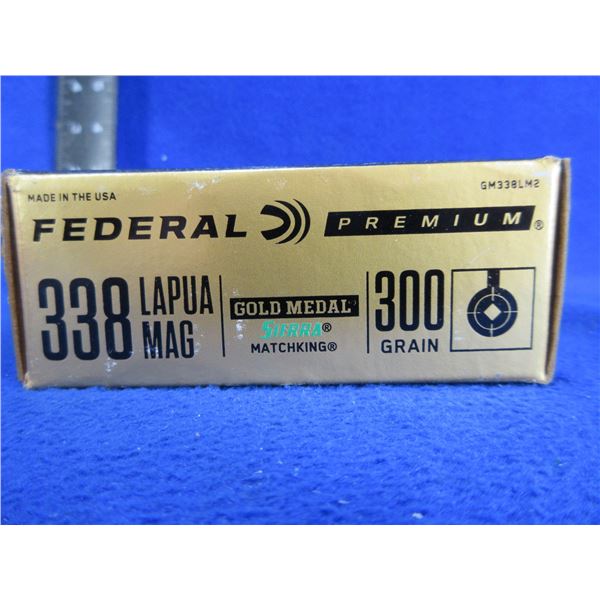 MADE IN THE USA
GM338LM2
FEDERAL PREMIUM®
338 LAPUA MAG
GOLD MEDAL®
SIERRA®
MATCHKING®
300
GRAIN